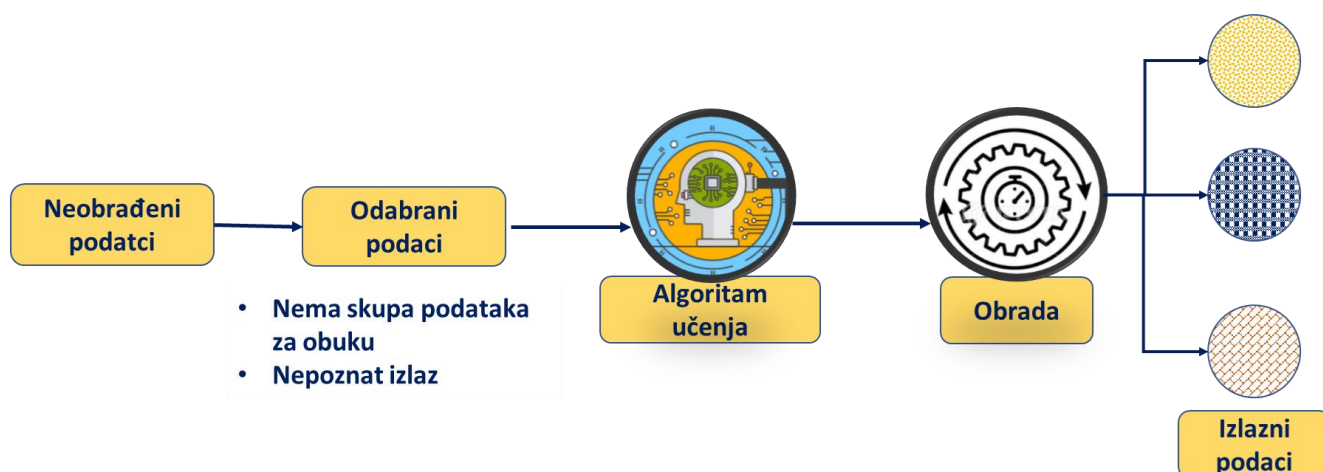 Neobrađeni
podatci
Odabrani
podaci
• Nema skupa podataka
za obuku
• Nepoznat izlaz
Algoritam
učenja
Obrada
Izlazni
podaci